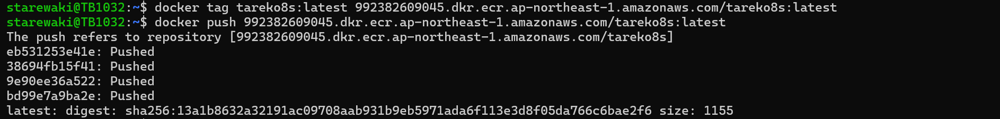 starewaki@TB1032:~$ docker tag tareko8s:latest 992382609045.dkr.ecr.ap-northeast-1.amazonaws.com/tareko8s:latest
starewaki@TB1032:~$ docker push 992382609045.dkr.ecr.ap-northeast-1.amazonaws.com/tareko8s:latest
The push refers to repository [992382609045.dkr.ecr.ap-northeast-1.amazonaws.com/tareko8s]
eb531253e41e: Pushed
38694fb15f41: Pushed
9e90ee36a522: Pushed
bd99e7a9ba2e: Pushed
latest: digest: sha256:13a1b8632a32191ac09708aab931b9eb5971ada6f113e3d8f05da766c6bae2f6 size: 1155